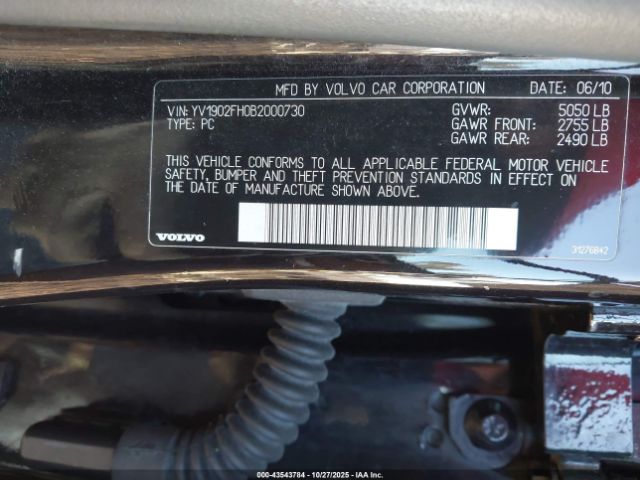 MFD BY VOLVO CAR CORPORATION DATE: 06/10
VIN: YV1902FH0B2000730 GVWR: 5050 LB
TYPE: PC GAWR FRONT: 2755 LB
GAWR REAR: 2490 LB
THIS VEHICLE CONFORMS TO ALL APPLICABLE FEDERAL MOTOR VEHICLE
SAFETY, BUMPER AND THEFT PREVENTION STANDARDS IN EFFECT ON
THE DATE OF MANUFACTURE SHOWN ABOVE.
VOLVO 31276842
000-43543784 | 10/27/2025 | IAA Inc.